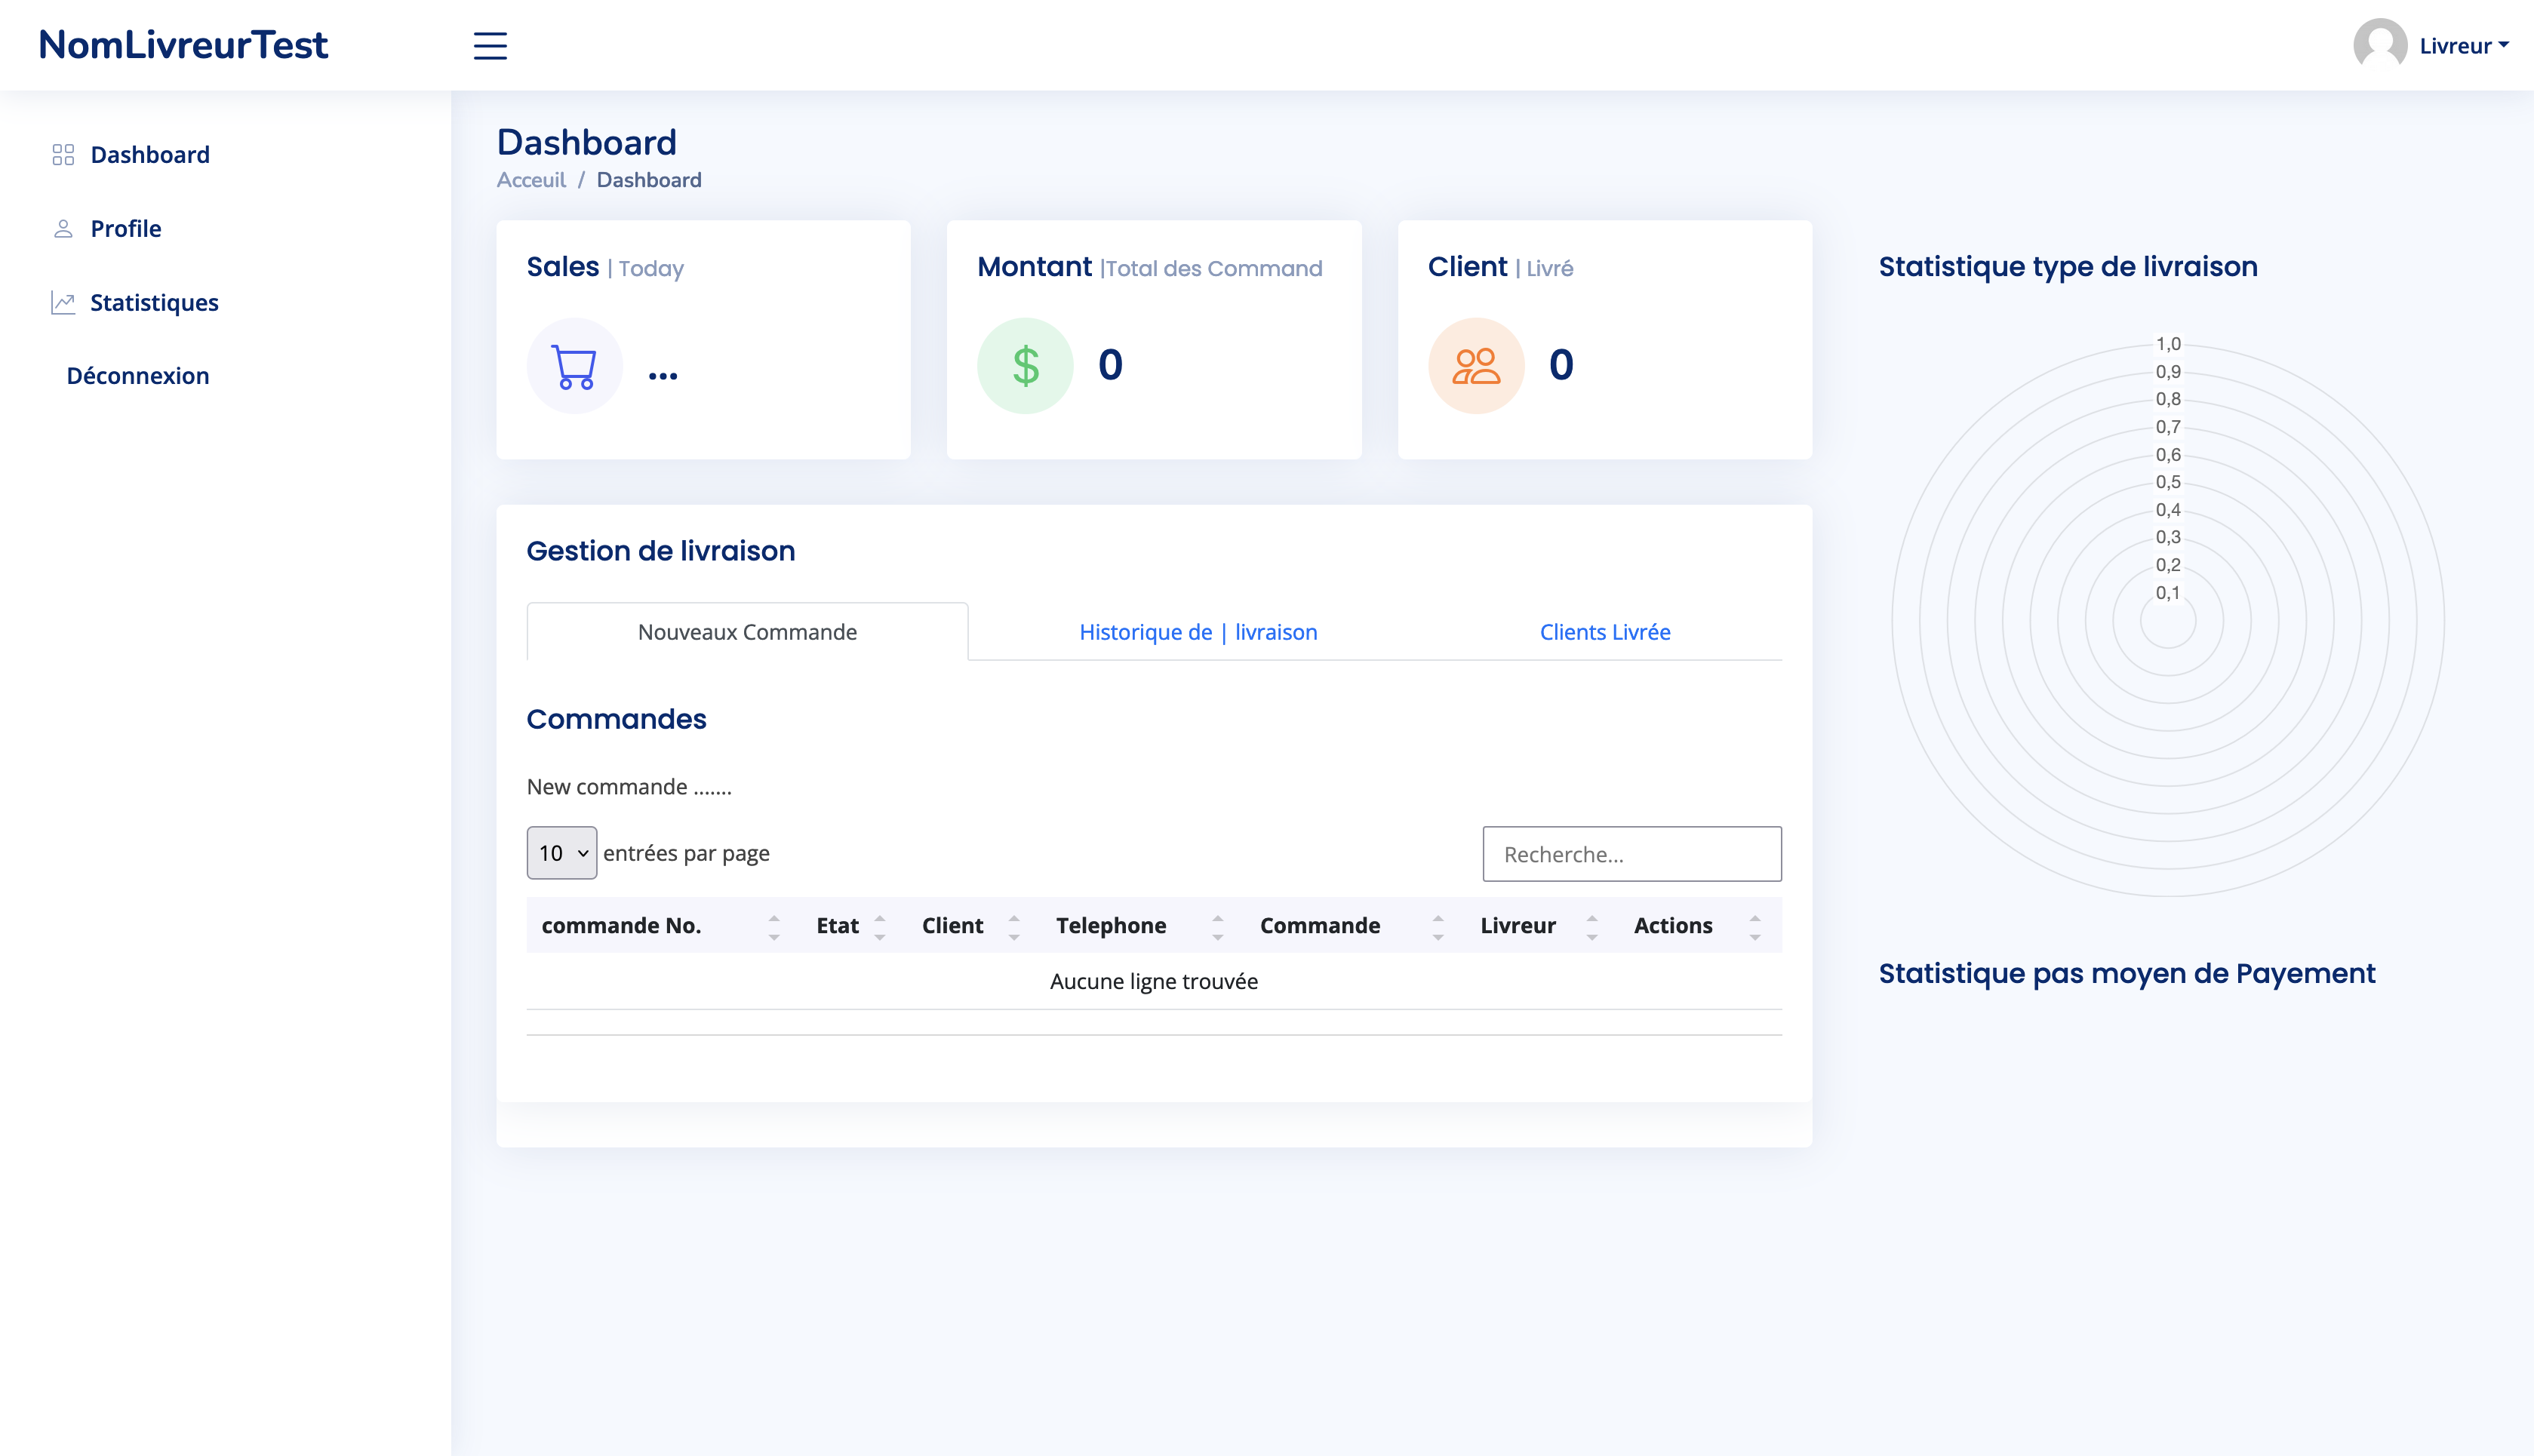 NomLivreurTest
Livreur
Dashboard
Profile
Statistiques
Déconnexion
Dashboard
Acceuil / Dashboard
Sales | Today
...
Montant |Total des Command
$ 0
Client | Livré
0
Gestion de livraison
Nouveaux Commande
Historique de | livraison
Clients Livrée
Commandes
New commande .......
10 entrées par page
Recherche...
commande No. Etat Client Telephone Commande Livreur Actions
Aucune ligne trouvée
Statistique type de livraison
1,0
0,9
0,8
0,7
0,6
0,5
0,4
0,3
0,2
0,1
Statistique pas moyen de Payement